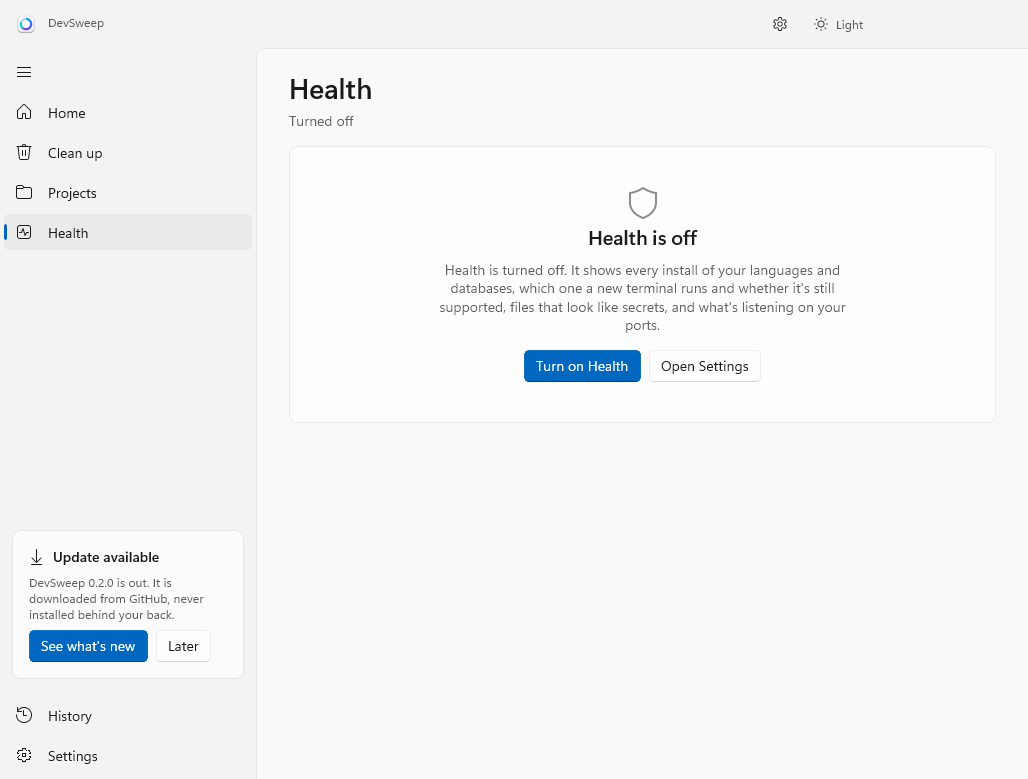 DevSweep
Light
Home
Clean up
Projects
Health
Health
Turned off
Health is off
Health is turned off. It shows every install of your languages and
databases, which one a new terminal runs and whether it's still
supported, files that look like secrets, and what's listening on your
ports.
Turn on Health
Open Settings
Update available
DevSweep 0.2.0 is out. It is
downloaded from GitHub, never
installed behind your back.
See what's new
Later
History
Settings